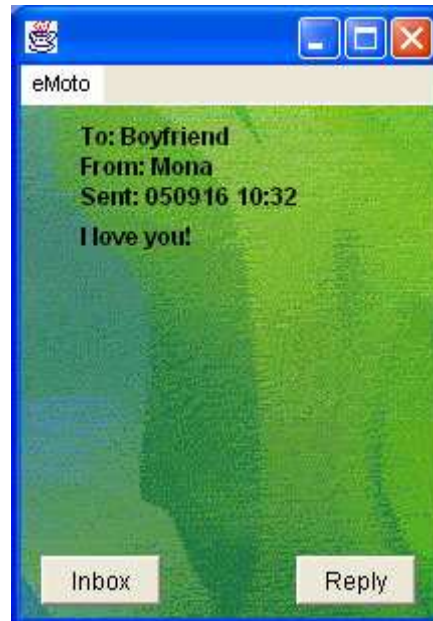 eMoto
To: Boyfriend
From: Mona
Sent: 050916 10:32
I love you!
Inbox
Reply